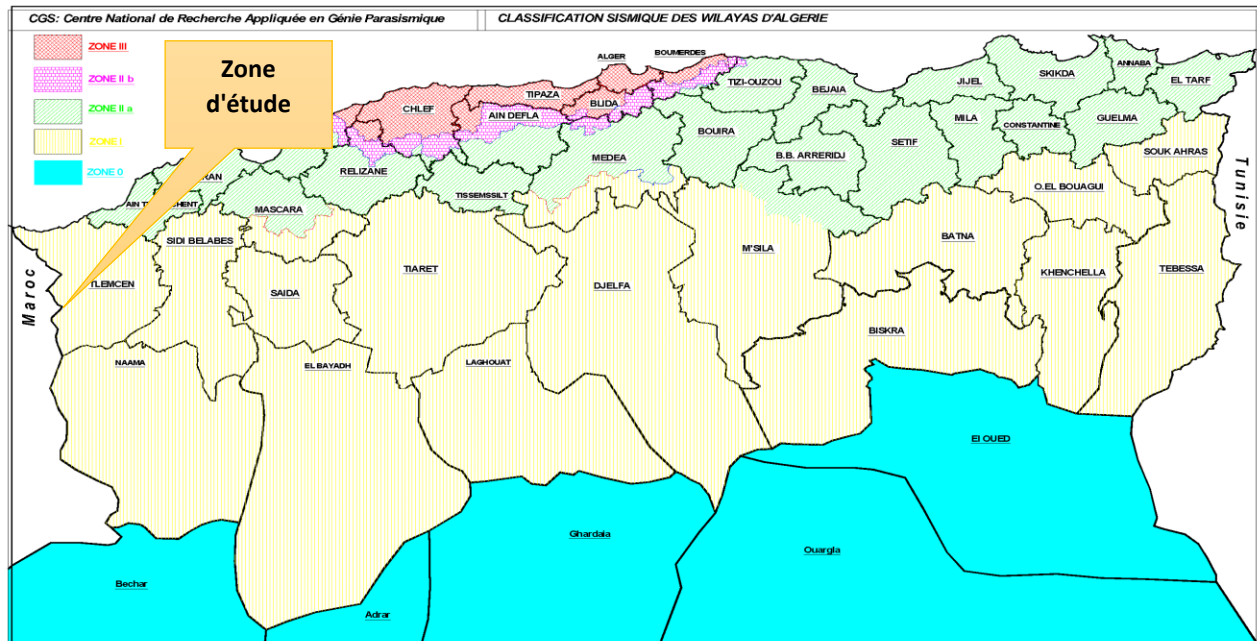 CGS: Centre National de Recherche Appliquée en Génie Parasismique
CLASSIFICATION SISMIQUE DES WILAYAS D'ALGERIE
ZONE III
ZONE II b
ZONE II a
ZONE I
ZONE 0
Zone
d'étude
ALGER
BOUMERDES
TIPAZA
CHLEF
BLIDA
AIN DEFLA
TIZI-OUZOU
BEJAIA
JIJEL
SKIKDA
ANNABA
EL TARF
BOUIRA
MILA
CONSTANTINE
GUELMA
SETIF
B.B. ARRERIDJ
MEDEA
RELIZANE
SOUK AHRAS
O.EL BOUAGUI
TISSEMSSILT
MASCARA
SIDI BELABES
M'SILA
BATNA
KHENCHELLA
TEBESSA
TIARET
DJELFA
TLEMCEN
SAIDA
BISKRA
NAAMA
EL BAYADH
LAGHOUAT
El OUED
Ghardaia
Ouargla
Bechar
Adrar
Maroc
Tunisie